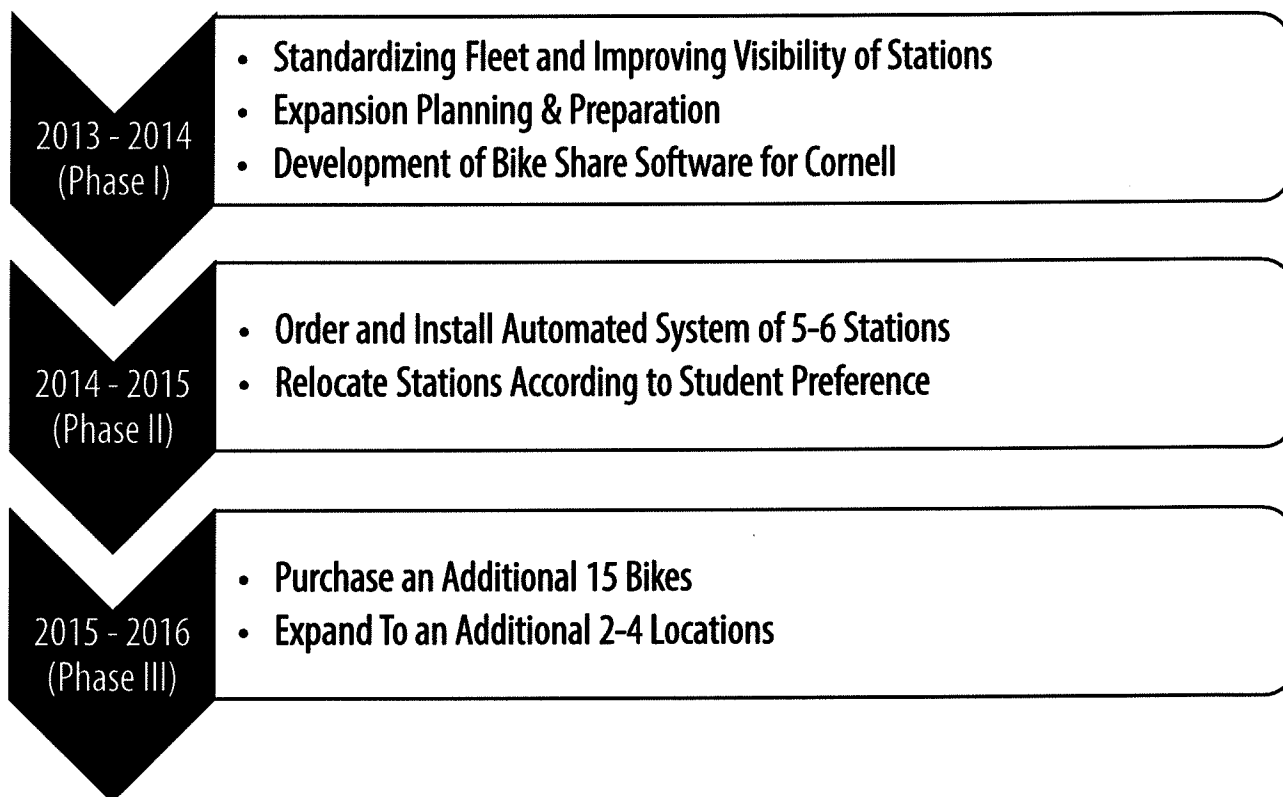 2013 - 2014
(Phase I)
• Standardizing Fleet and Improving Visibility of Stations
• Expansion Planning & Preparation
• Development of Bike Share Software for Cornell
2014 - 2015
(Phase II)
• Order and Install Automated System of 5-6 Stations
• Relocate Stations According to Student Preference
2015 - 2016
(Phase III)
• Purchase an Additional 15 Bikes
• Expand To an Additional 2-4 Locations